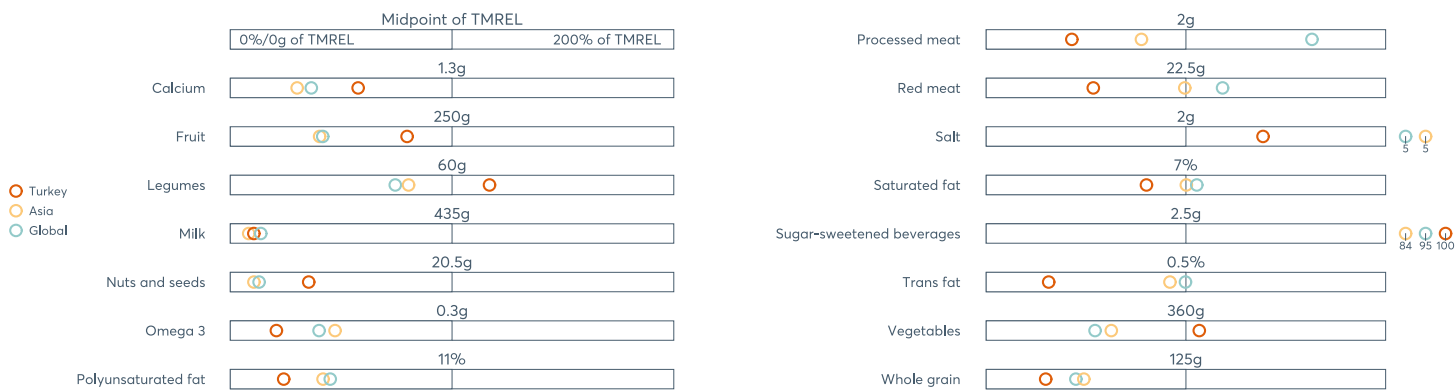 Midpoint of TMREL
0%/0g of TMREL
200% of TMREL
1.3g
Calcium
250g
Fruit
60g
Legumes
435g
Milk
20.5g
Nuts and seeds
0.3g
Omega 3
11%
Polyunsaturated fat
Turkey
Asia
Global
2g
Processed meat
22.5g
Red meat
2g
Salt
5 5
7%
Saturated fat
2.5g
Sugar-sweetened beverages
84 95 100
0.5%
Trans fat
360g
Vegetables
125g
Whole grain